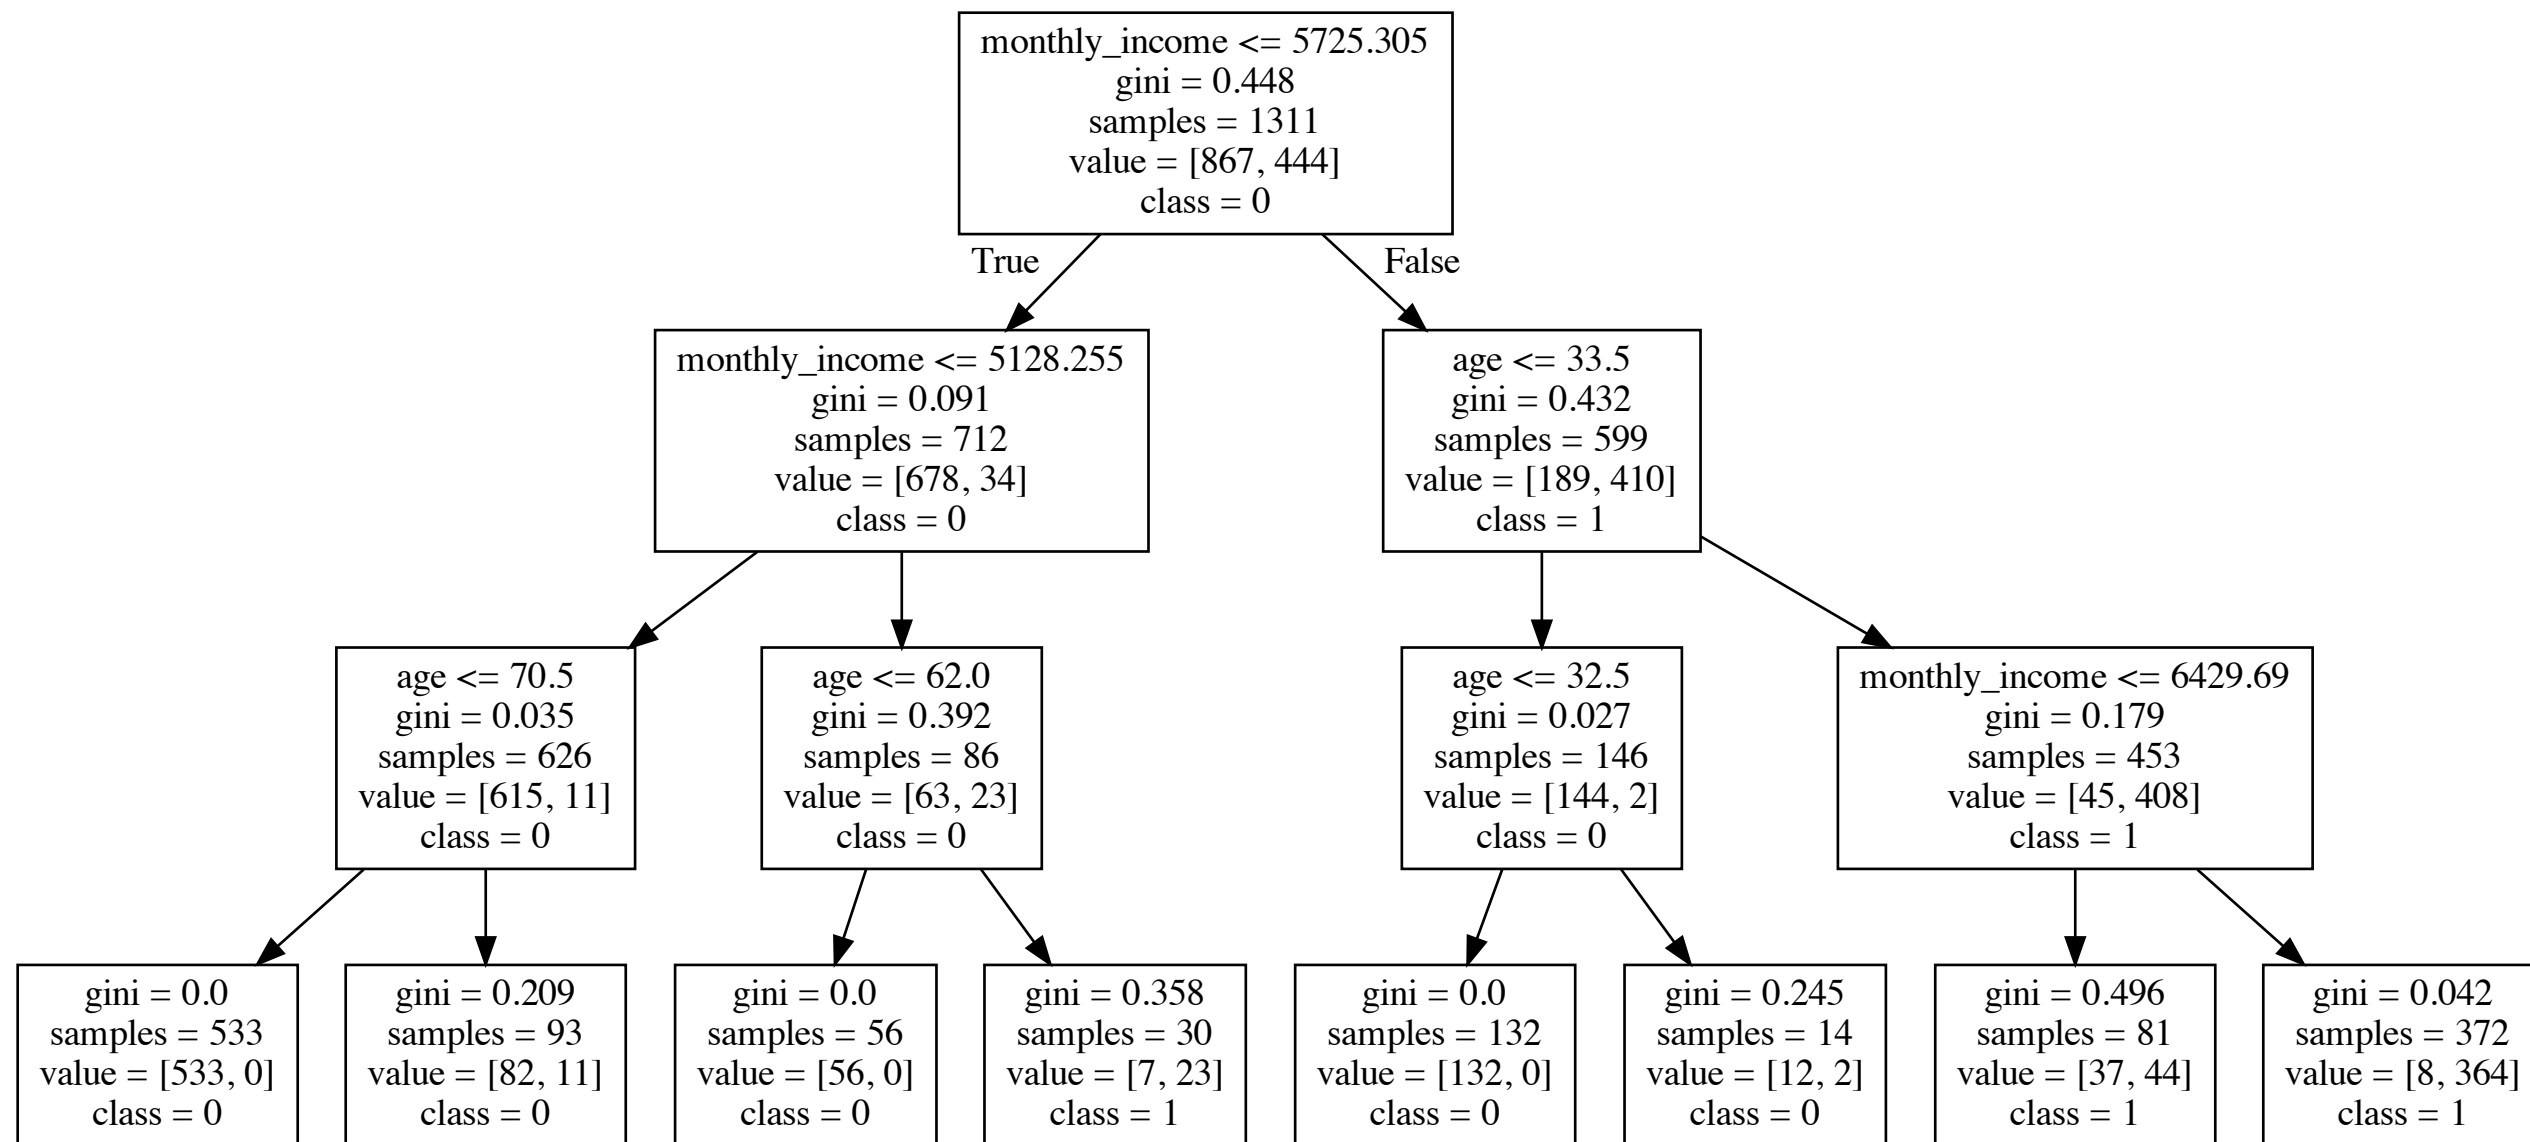 monthly_income <= 5725.305
gini = 0.448
samples = 1311
value = [867, 444]
class = 0
True
False
monthly_income <= 5128.255
gini = 0.091
samples = 712
value = [678, 34]
class = 0
age <= 33.5
gini = 0.432
samples = 599
value = [189, 410]
class = 1
age <= 70.5
gini = 0.035
samples = 626
value = [615, 11]
class = 0
age <= 62.0
gini = 0.392
samples = 86
value = [63, 23]
class = 0
age <= 32.5
gini = 0.027
samples = 146
value = [144, 2]
class = 0
monthly_income <= 6429.69
gini = 0.179
samples = 453
value = [45, 408]
class = 1
gini = 0.0
samples = 533
value = [533, 0]
class = 0
gini = 0.209
samples = 93
value = [82, 11]
class = 0
gini = 0.0
samples = 56
value = [56, 0]
class = 0
gini = 0.358
samples = 30
value = [7, 23]
class = 1
gini = 0.0
samples = 132
value = [132, 0]
class = 0
gini = 0.245
samples = 14
value = [12, 2]
class = 0
gini = 0.496
samples = 81
value = [37, 44]
class = 1
gini = 0.042
samples = 372
value = [8, 364]
class = 1